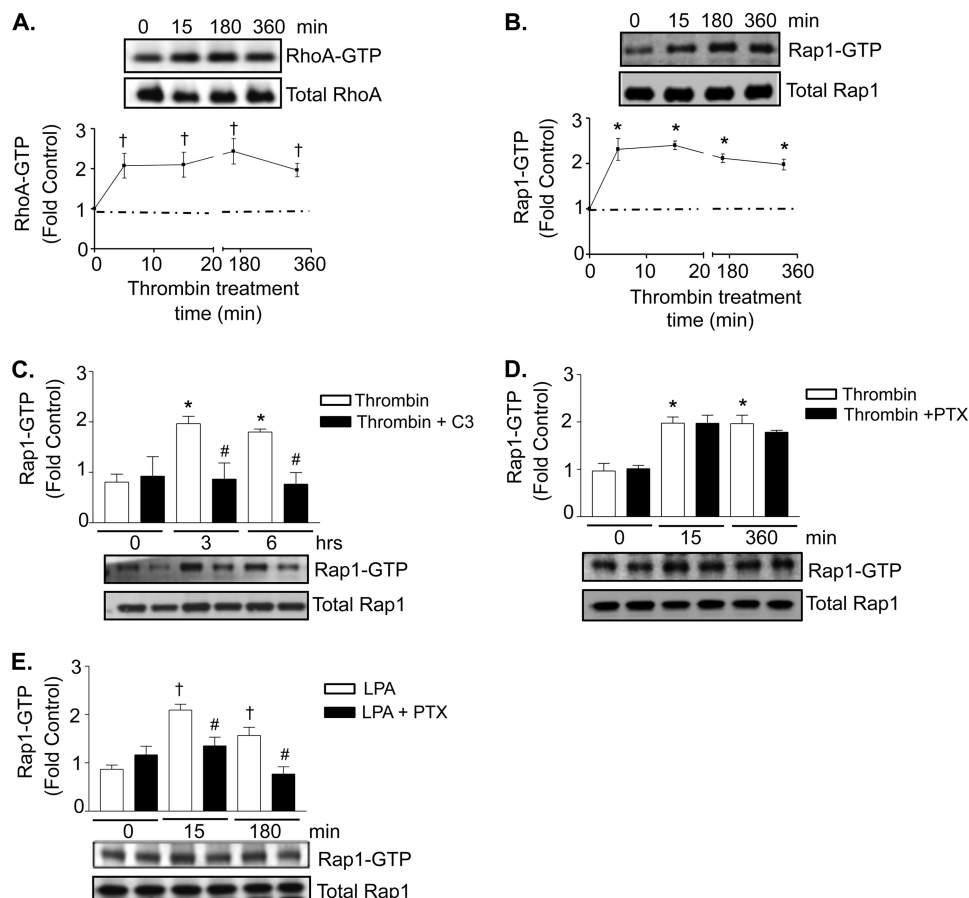 A.
0 15 180 360 min
RhoA-GTP
Total RhoA
RhoA-GTP
(Fold Control)
3
2
1
0
† † † †
0 10 20 180 360
Thrombin treatment
time (min)
B.
0 15 180 360 min
Rap1-GTP
Total Rap1
Rap1-GTP
(Fold Control)
3
2
1
0
* * * *
0 10 20 180 360
Thrombin treatment
time (min)
C.
Rap1-GTP
(Fold Control)
3
2
1
0
* # * #
Thrombin
Thrombin + C3
0 3 6 hrs
Rap1-GTP
Total Rap1
D.
Rap1-GTP
(Fold Control)
3
2
1
0
* *
Thrombin
Thrombin +PTX
0 15 360 min
Rap1-GTP
Total Rap1
E.
Rap1-GTP
(Fold Control)
3
2
1
0
† # † #
LPA
LPA + PTX
0 15 180 min
Rap1-GTP
Total Rap1